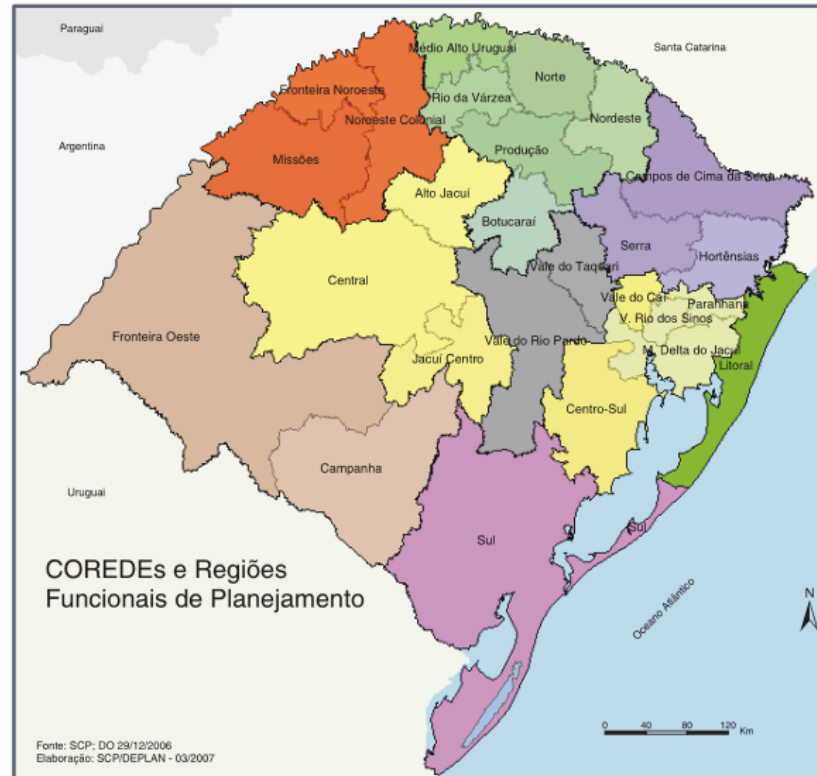 Paraguai
Médio Alto Uruguai
Santa Catarina
Norte
Fronteira Noroeste
Rio da Várzea
Noroeste Colonial
Nordeste
Argentina
Produção
Missões
Campos de Cima da Serra
Alto Jacuí
Botucaraí
Serra
Hortênsias
Vale do Taquari
Central
Vale do Caí
Paranhana
V. Rio dos Sinos
Fronteira Oeste
Vale do Rio Pardo
M. Delta do Jacuí
Jacuí Centro
Litoral
Centro-Sul
Campanha
Uruguai
Sul
Sul
COREDEs e Regiões
Funcionais de Planejamento
Oceano Atlântico
N
0 40 80 120
Km
Fonte: SCP; DO 29/12/2006
Elaboração: SCP/DEPLAN - 03/2007